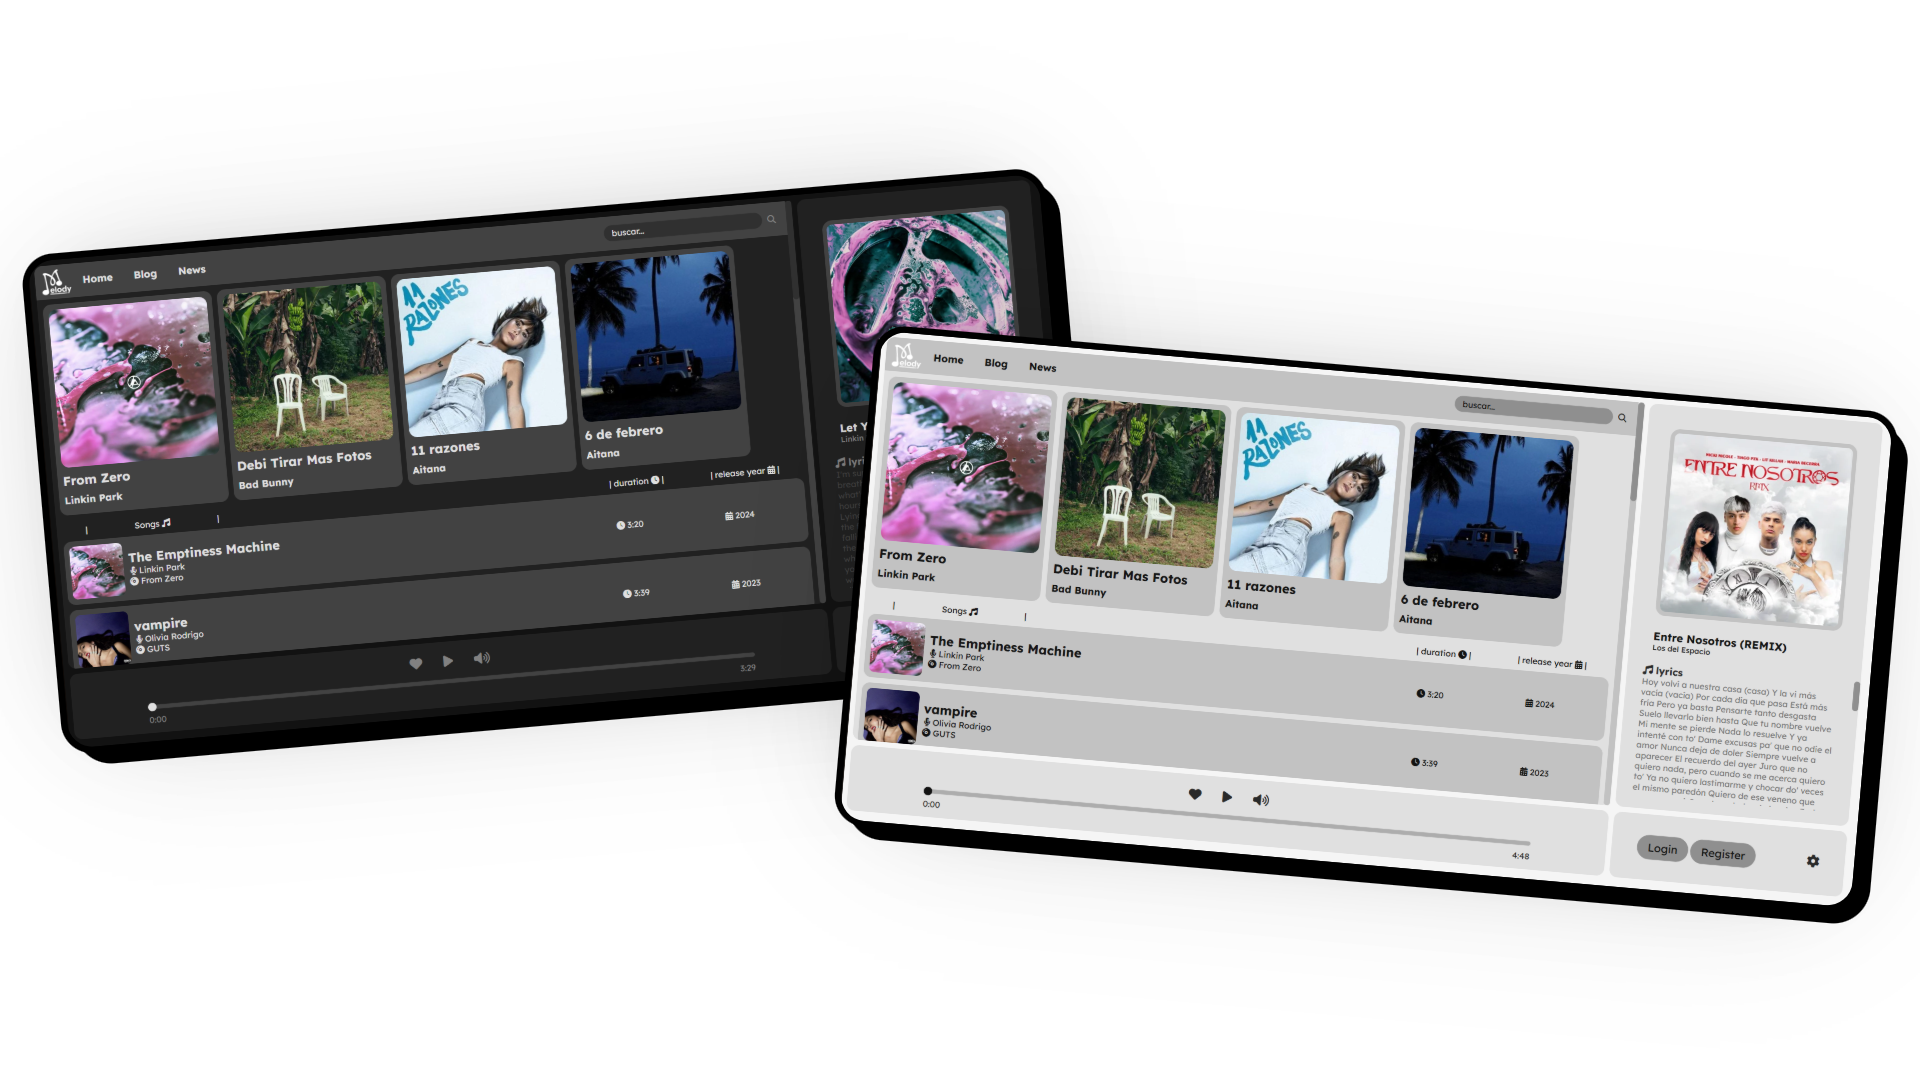 elody
Home
Blog
News
buscar...
11
RAZONES
From Zero
Linkin Park
Debi Tirar Mas Fotos
Bad Bunny
11 razones
Aitana
6 de febrero
Aitana
|
Songs
|
| duration |
| release year |
The Emptiness Machine
Linkin Park
From Zero
3:20
2024
vampire
Olivia Rodrigo
GUTS
3:39
2023
0:00
3:29
Let Y
Linkin
lyri
elody
Home
Blog
News
buscar...
11
RAZONES
From Zero
Linkin Park
Debi Tirar Mas Fotos
Bad Bunny
11 razones
Aitana
6 de febrero
Aitana
|
Songs
|
| duration |
| release year |
The Emptiness Machine
Linkin Park
From Zero
3:20
2024
vampire
Olivia Rodrigo
GUTS
3:39
2023
0:00
4:48
ENTRE NOSOTROS
RMX
Entre Nosotros (REMIX)
Los del Espacio
lyrics
Hoy volví a nuestra casa (casa) Y la vi más
vacía (vacía) Por cada día que pasa Está más
fría Pero ya basta Pensarte tanto desgasta
Suelo llevarlo bien hasta Que tu nombre vuelve
Mi mente se pierde Nada lo resuelve Y ya
intenté con to' Dame excusas pa' que no odie el
amor Nunca deja de doler Siempre vuelve a
aparecer El recuerdo del ayer Juro que no
quiero nada, pero cuando se me acerca quiero
to' Ya no quiero lastimarme y chocar do' veces
el mismo paredón Quiero de ese veneno que
Login
Register